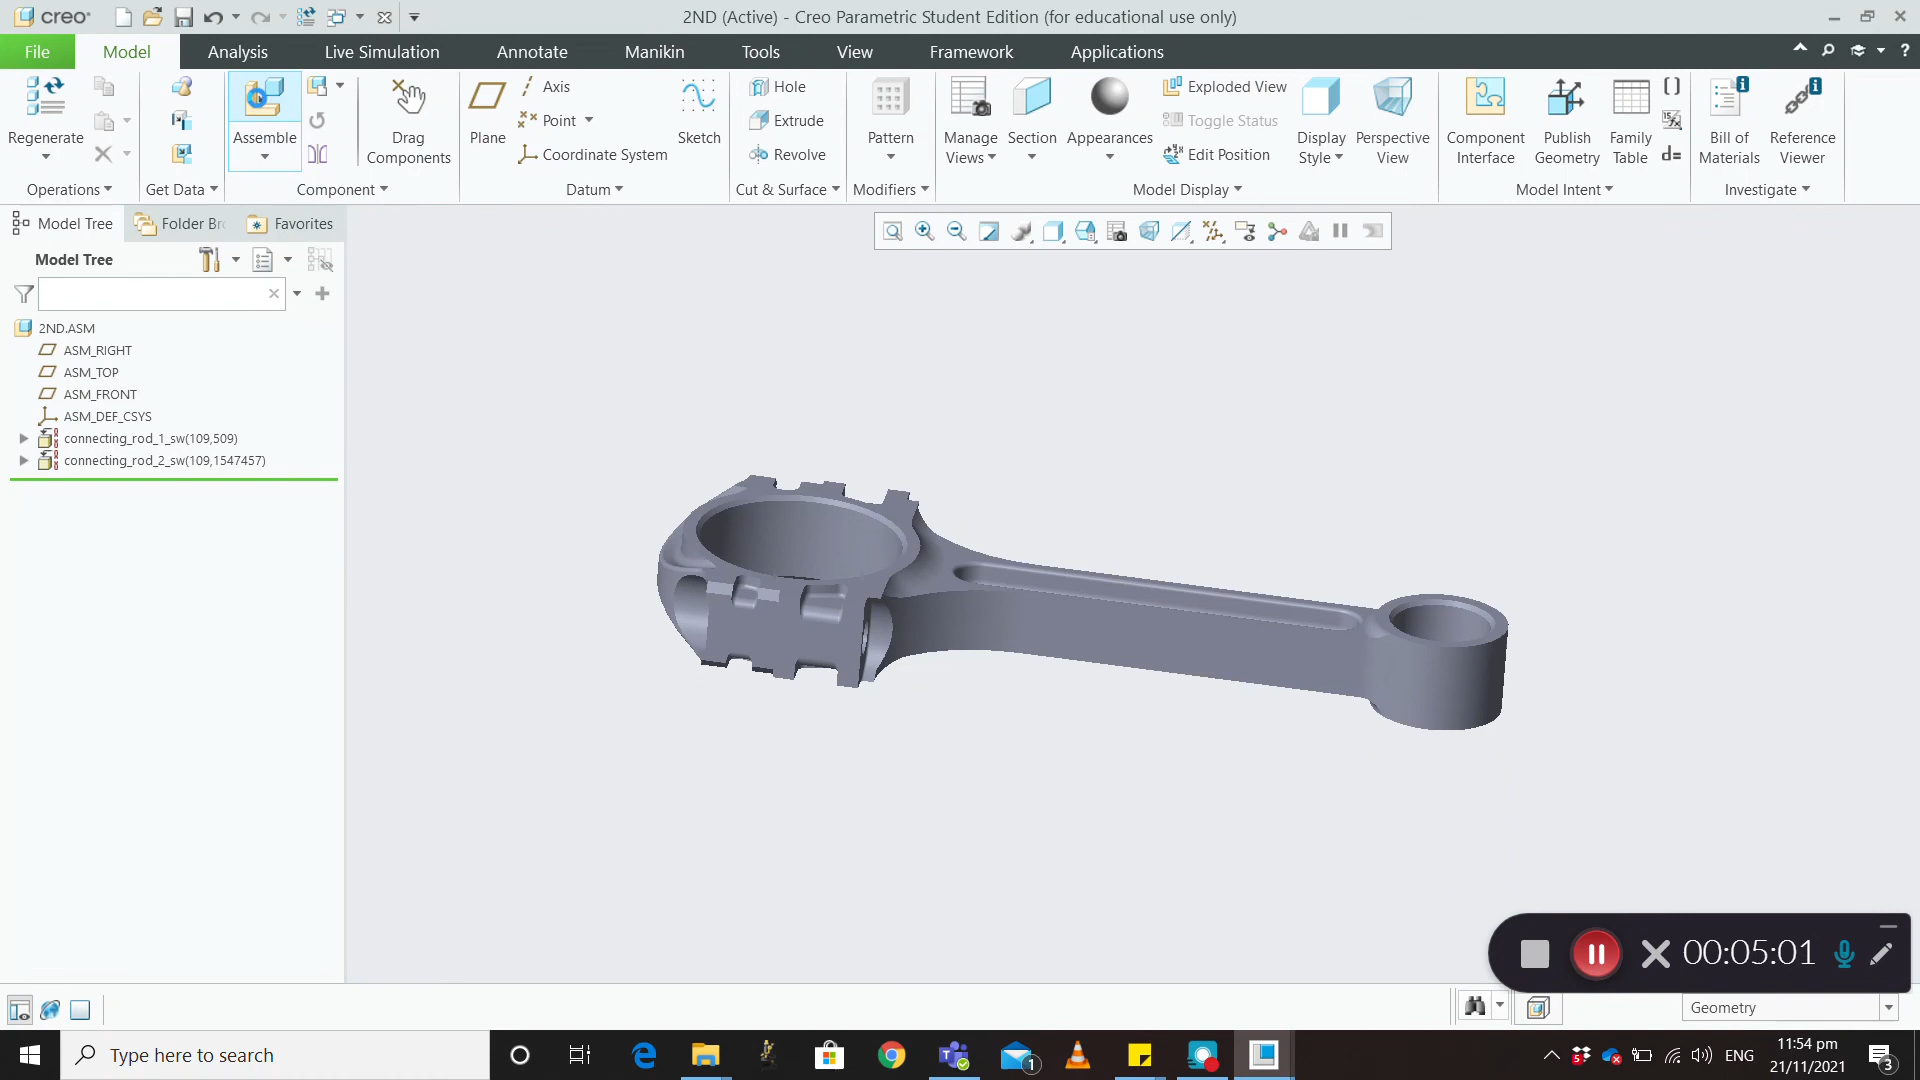 creo
2ND (Active) - Creo Parametric Student Edition (for educational use only)
File Model Analysis Live Simulation Annotate Manikin Tools View Framework Applications
Regenerate
Operations
Get Data
Assemble
Drag Components
Component
Plane
Axis
Point
Coordinate System
Sketch
Datum
Hole
Extrude
Revolve
Cut & Surface
Pattern
Modifiers
Manage Views
Section
Appearances
Exploded View
Toggle Status
Edit Position
Display Style
Perspective View
Model Display
Component Interface
Publish Geometry
Family Table
Model Intent
Bill of Materials
Reference Viewer
Investigate
Model Tree
Folder Br
Favorites
Model Tree
2ND.ASM
ASM_RIGHT
ASM_TOP
ASM_FRONT
ASM_DEF_CSYS
connecting_rod_1_sw(109,509)
connecting_rod_2_sw(109,1547457)
00:05:01
Geometry
Type here to search
1
5
ENG
11:54 pm
21/11/2021
3